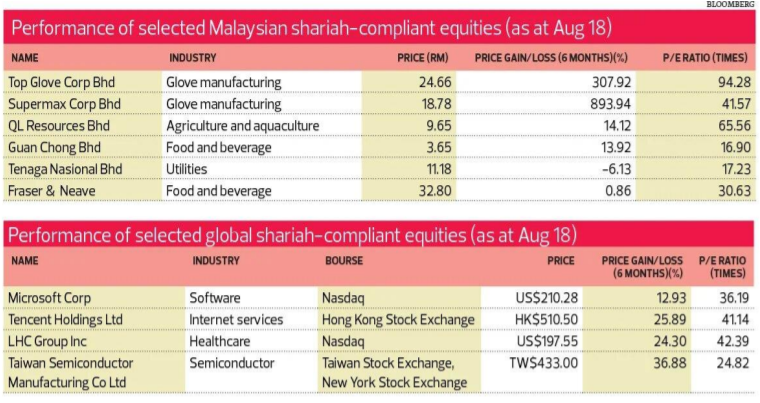 BLOOMBERG
Performance of selected Malaysian shariah-compliant equities (as at Aug 18)
NAME INDUSTRY PRICE (RM) PRICE GAIN/LOSS (6 MONTHS)(%) P/E RATIO (TIMES)
Top Glove Corp Bhd Glove manufacturing 24.66 307.92 94.28
Supermax Corp Bhd Glove manufacturing 18.78 893.94 41.57
QL Resources Bhd Agriculture and aquaculture 9.65 14.12 65.56
Guan Chong Bhd Food and beverage 3.65 13.92 16.90
Tenaga Nasional Bhd Utilities 11.18 -6.13 17.23
Fraser & Neave Food and beverage 32.80 0.86 30.63
Performance of selected global shariah-compliant equities (as at Aug 18)
NAME INDUSTRY BOURSE PRICE PRICE GAIN/LOSS P/E RATIO
(6 MONTHS)(%) (TIMES)
Microsoft Corp Software Nasdaq US$210.28 12.93 36.19
Tencent Holdings Ltd Internet services Hong Kong Stock Exchange HK$510.50 25.89 41.14
LHC Group Inc Healthcare Nasdaq US$197.55 24.30 42.39
Taiwan Semiconductor Semiconductor Taiwan Stock Exchange, TW$433.00 36.88 24.82
Manufacturing Co Ltd New York Stock Exchange